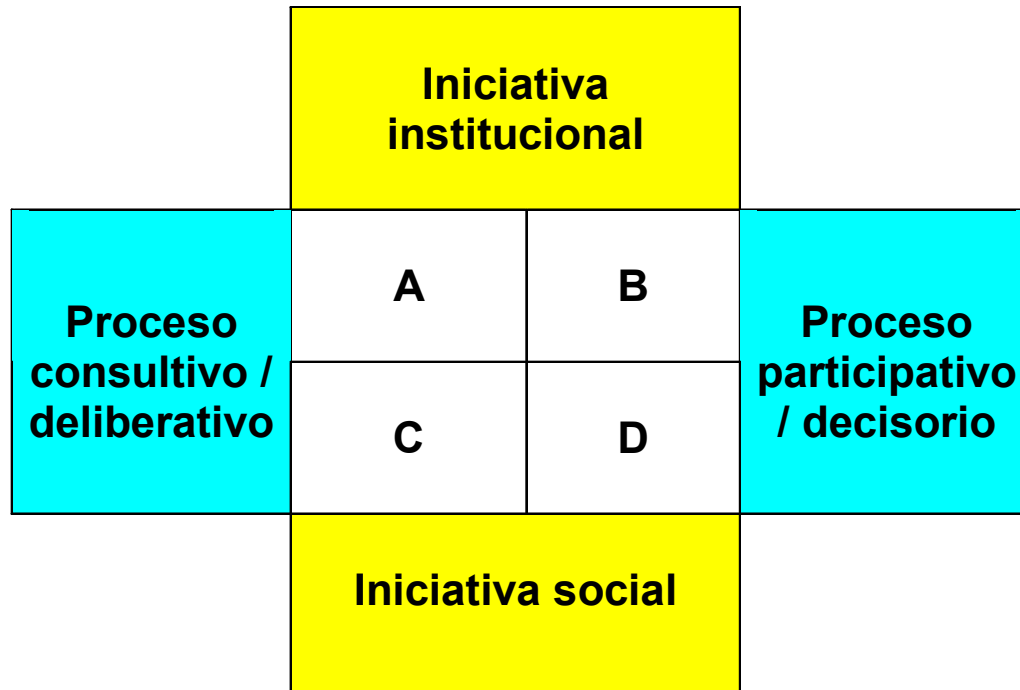 Iniciativa
institucional
A
B
Proceso
consultivo /
deliberativo
Proceso
participativo
/ decisorio
C
D
Iniciativa social